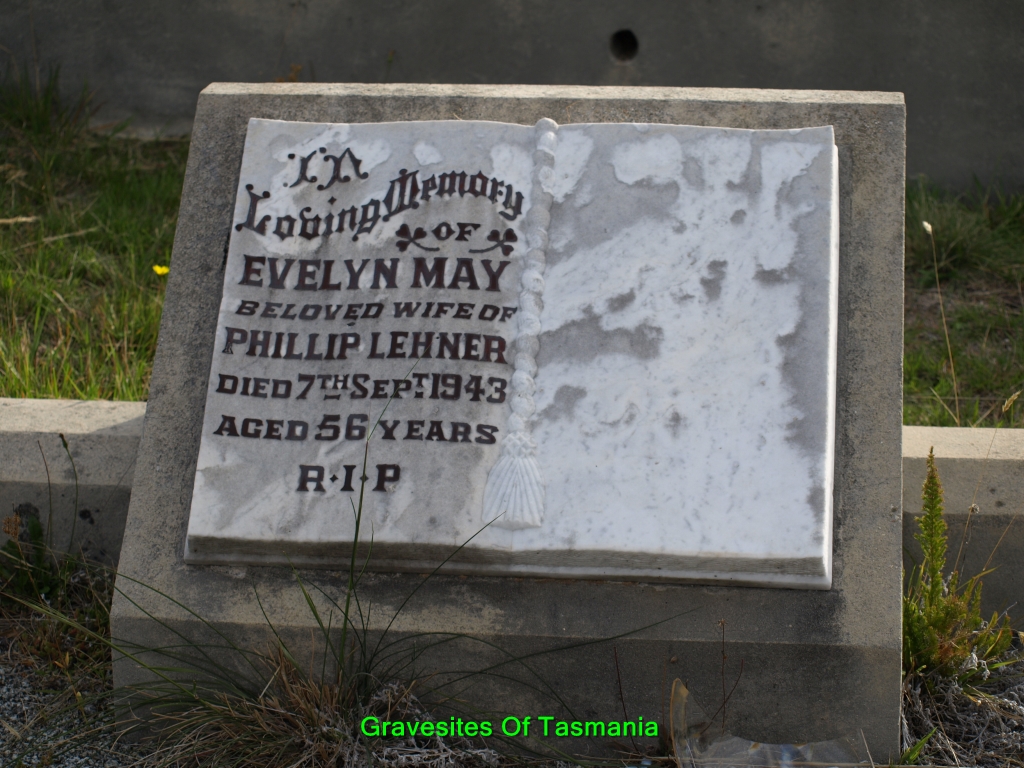 In
Loving Memory
OF
EVELYN MAY
BELOVED WIFE OF
PHILLIP LEHNER
DIED 7TH SEPT. 1943
AGED 56 YEARS
R·I·P
Gravesites Of Tasmania